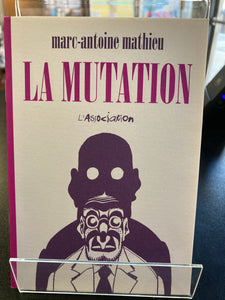 marc-antoine mathieu
LA MUTATION
L'Association